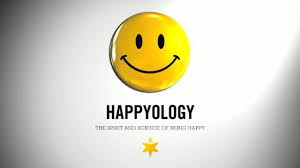 HAPPYOLOGY
THE SPIRIT AND SCIENCE OF BEING HAPPY